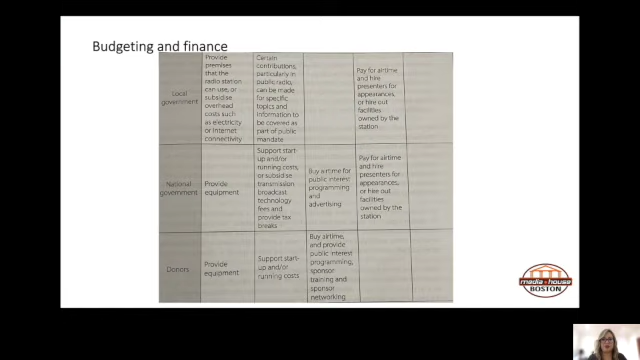 Budgeting and finance
Local
government
Provide
premises
that the
radio station
can use, or
subsidise
overhead
costs such
as electricity
or Internet
connectivity
Certain
contributions,
particularly in
public radio,
can be made
for specific
topics and
information to
be covered as
part of public
mandate
Pay for airtime
and hire
presenters for
appearances,
or hire out
facilities
owned by the
station
National
government
Provide
equipment
Support start-
up and/or
running costs,
or subsidise
transmission
broadcast
technology
fees and
provide tax
breaks
Buy airtime for
public interest
programming
and
advertising
Pay for airtime
and hire
presenters for
appearances,
or hire out
facilities
owned by the
station
Donors
Provide
equipment
Support start-
up and/or
running costs
Buy airtime,
and provide
public interest
programming,
sponsor
training and
sponsor
networking
media house
BOSTON